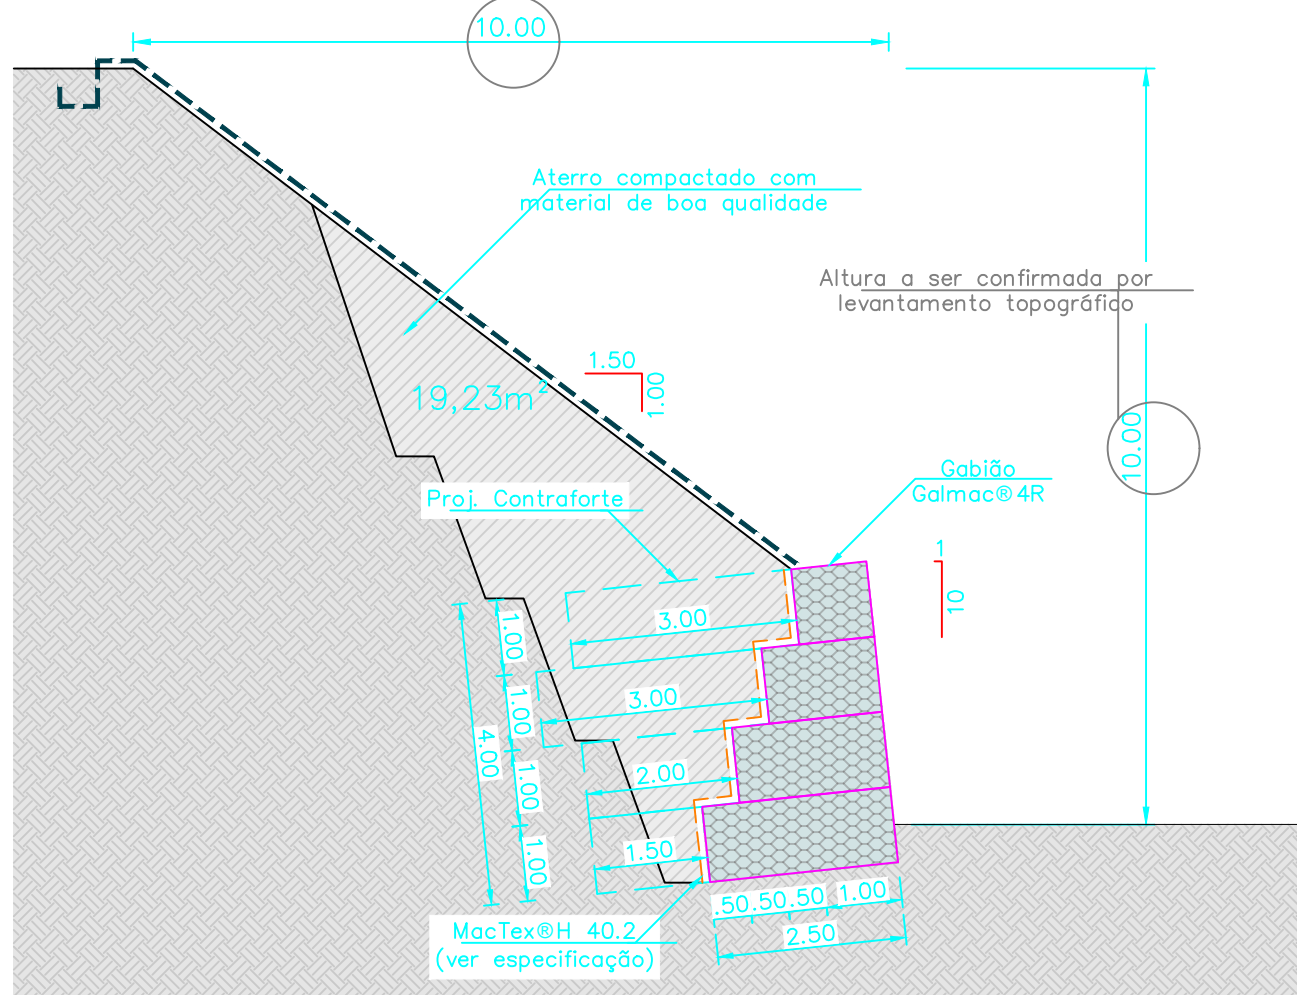 10.00
Aterro compactado com
material de boa qualidade
Altura a ser confirmada por
levantamento topográfico
1.50
1.00
19,23m²
10.00
Gabião
Galmac® 4R
Proj. Contraforte
1
10
3.00
1.00
3.00
1.00
4.00
2.00
1.00
1.50
1.00
.50
.50
.50
1.00
2.50
MacTex®H 40.2
(ver especificação)